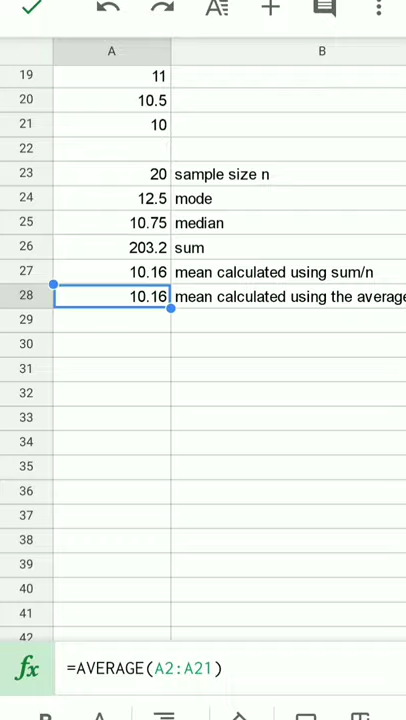 A B
19 11
20 10.5
21 10
22
23 20 sample size n
24 12.5 mode
25 10.75 median
26 203.2 sum
27 10.16 mean calculated using sum/n
28 10.16 mean calculated using the average
29
30
31
32
33
34
35
36
37
38
39
40
41
42
fx =AVERAGE(A2:A21)